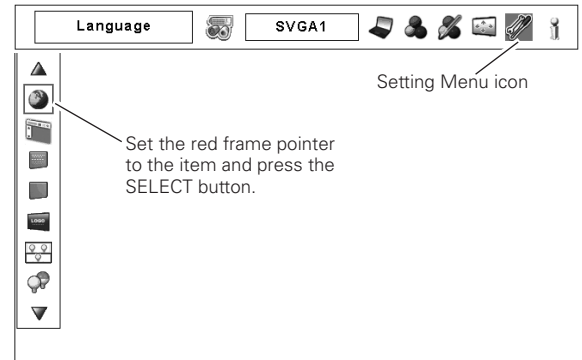 Language
SVGA1
Setting Menu icon
Set the red frame pointer
to the item and press the
SELECT button.
LOGO